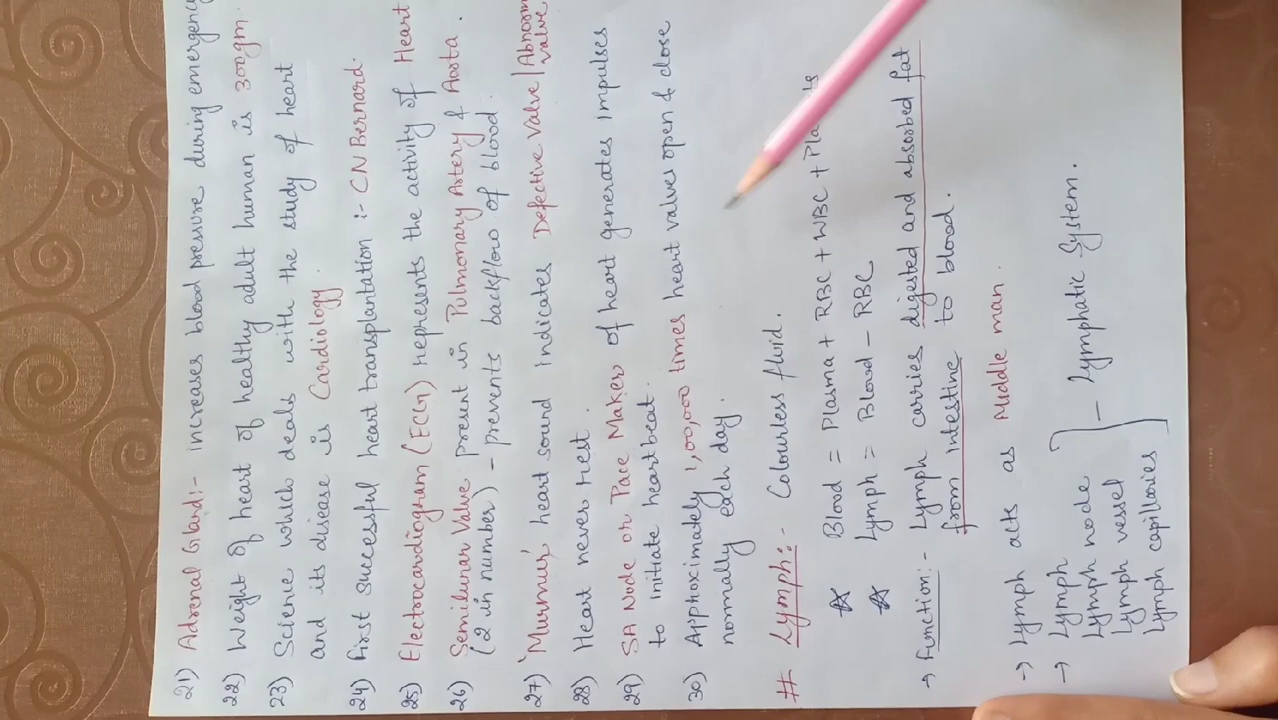 21) Adrenal Gland:- increases blood pressure during emergency
22) Weight of heart of healthy adult human is 300gm.
23) Science which deals with the study of heart
and its disease is Cardiology.
24) First successful heart transplantation :- CN Bernard.
25) Electrocardiogram (ECG) represents the activity of Heart
26) Semilunar Valve present in Pulmonary Artery & Aorta.
(2 in number) - prevents backflow of blood.
27) 'Murmur' heart sound indicates Defective Valve | Abnorm
valve
28) Heart never rest.
29) SA Node or Pace Maker of heart generates impulses
to initiate heartbeat.
30) Approximately 1,00,000 times heart valves open & close
normally each day.
# Lymph:- Colourless fluid.
☆ Blood = Plasma + RBC + WBC +
☆ Lymph = Blood - RBC
→ Function:- Lymph carries digested and absorbed fat
from intestine to blood.
→ Lymph acts as Middle man.
→ Lymph
Lymph node
Lymph vessel
Lymph capillaries
} - Lymphatic System.